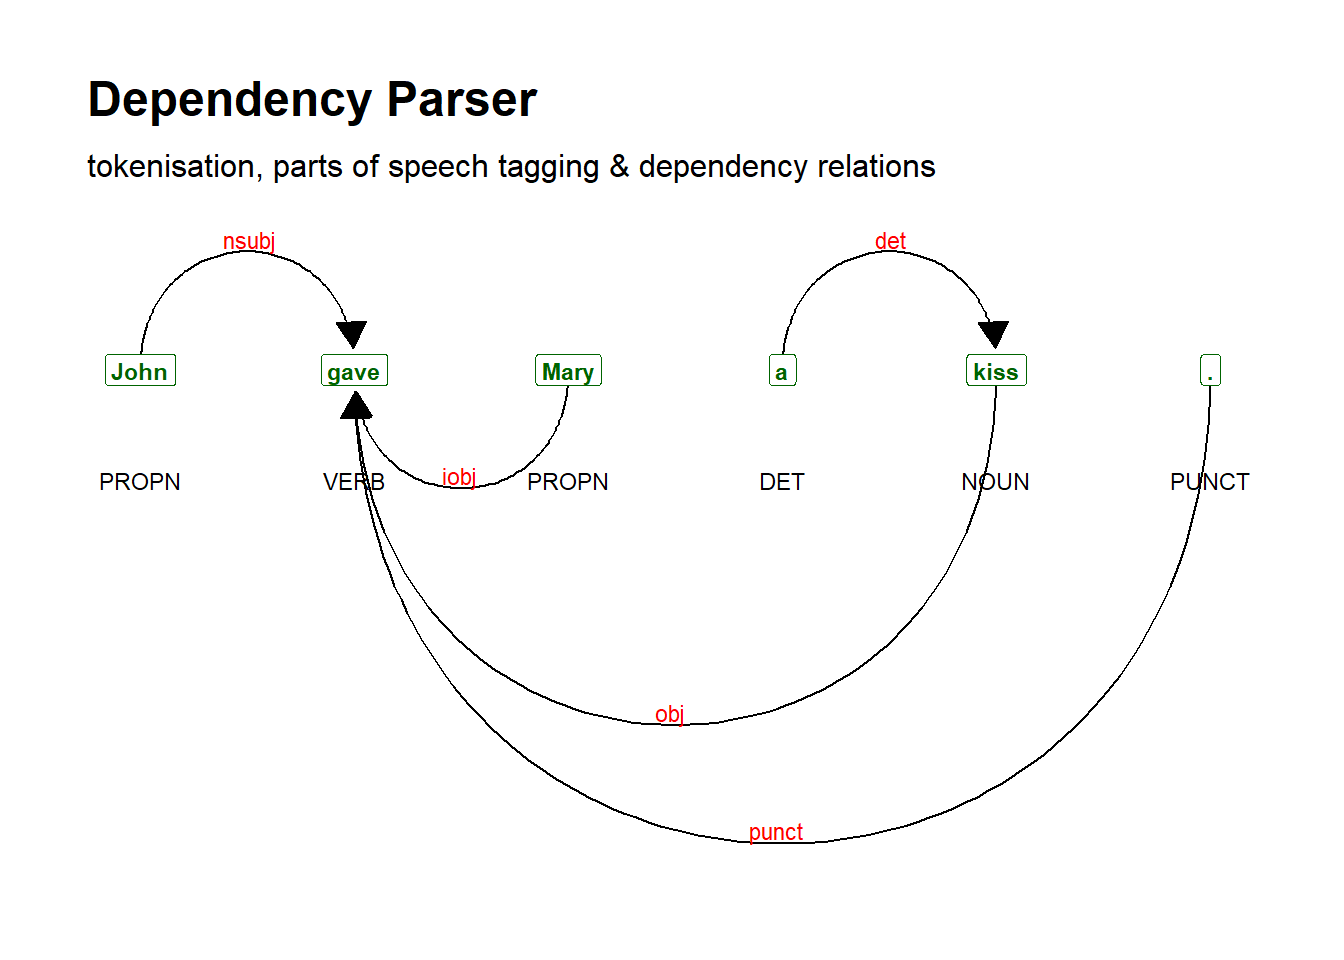 Dependency Parser
tokenisation, parts of speech tagging & dependency relations
nsubj det
John gave Mary a kiss .
iobj
PROPN VERB PROPN DET NOUN PUNCT
obj
punct